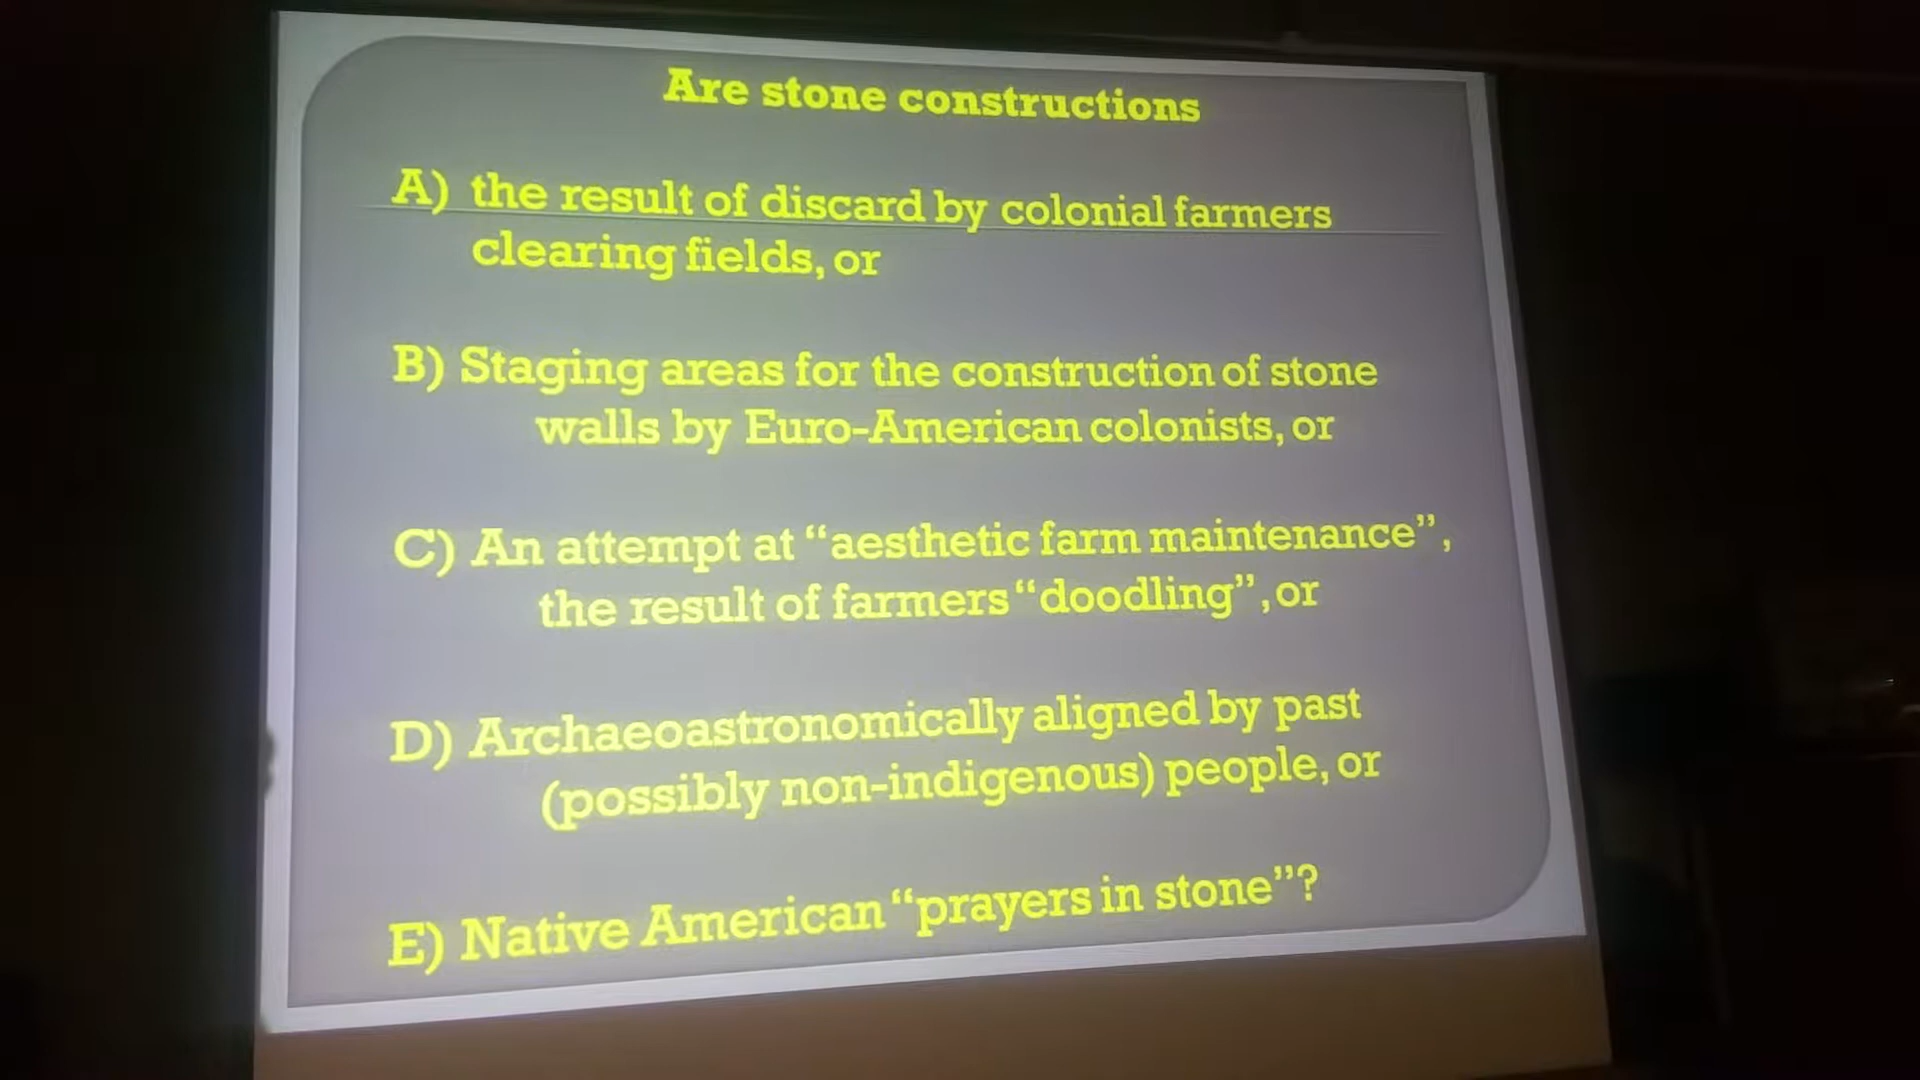 Are stone constructions
A) the result of discard by colonial farmers
clearing fields, or
B) Staging areas for the construction of stone
walls by Euro-American colonists, or
C) An attempt at “aesthetic farm maintenance”,
the result of farmers “doodling”, or
D) Archaeoastronomically aligned by past
(possibly non-indigenous) people, or
E) Native American “prayers in stone”?